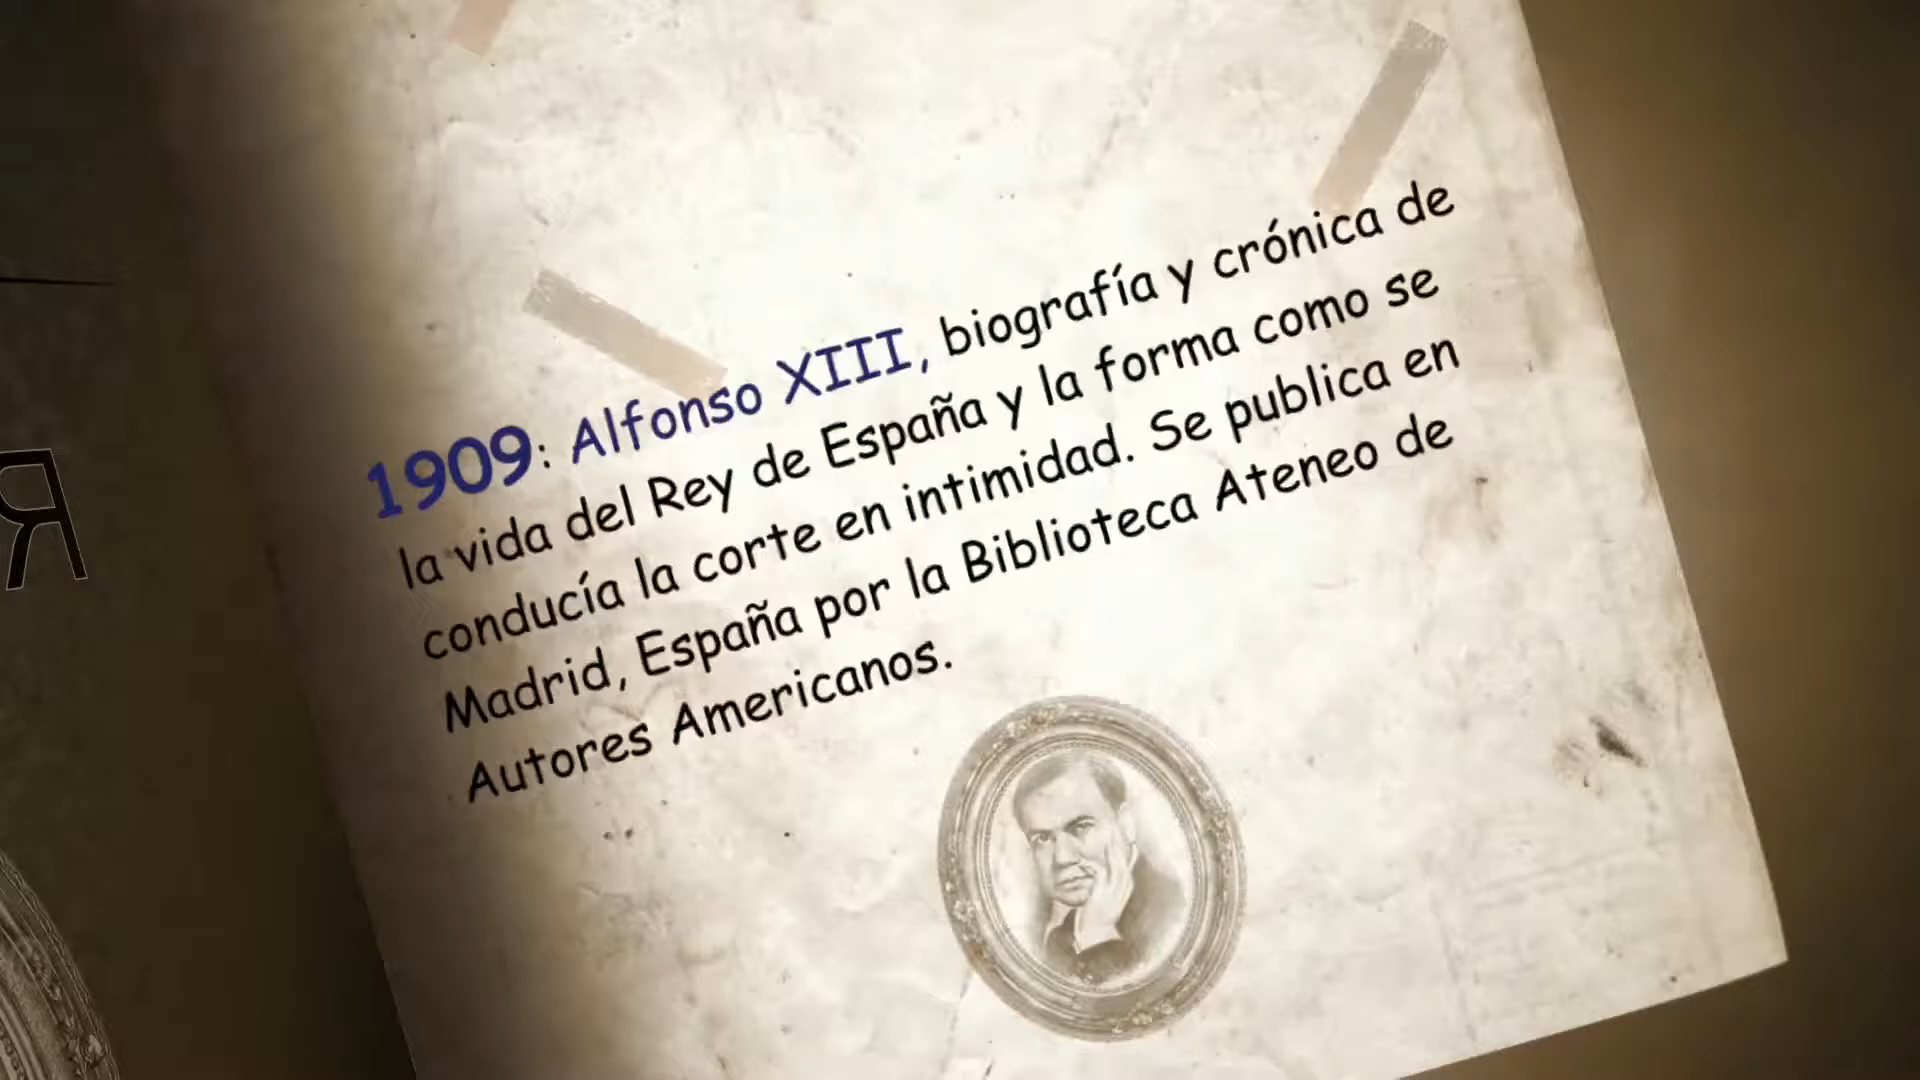 1909: Alfonso XIII, biografía y crónica de
la vida del Rey de España y la forma como se
conducía la corte en intimidad. Se publica en
Madrid, España por la Biblioteca Ateneo de
Autores Americanos.
R